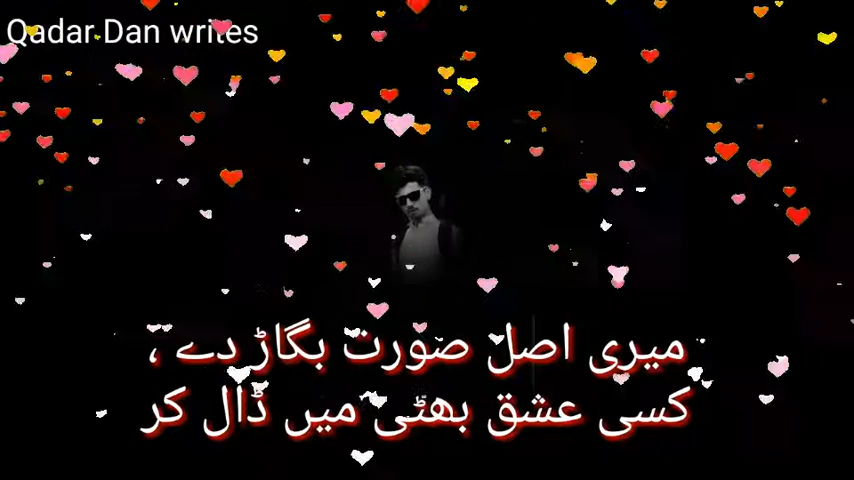 Qadar Dan writes
میری اصل صورت بگاڑ دے ،
کسی عشق بھٹی میں ڈال کر